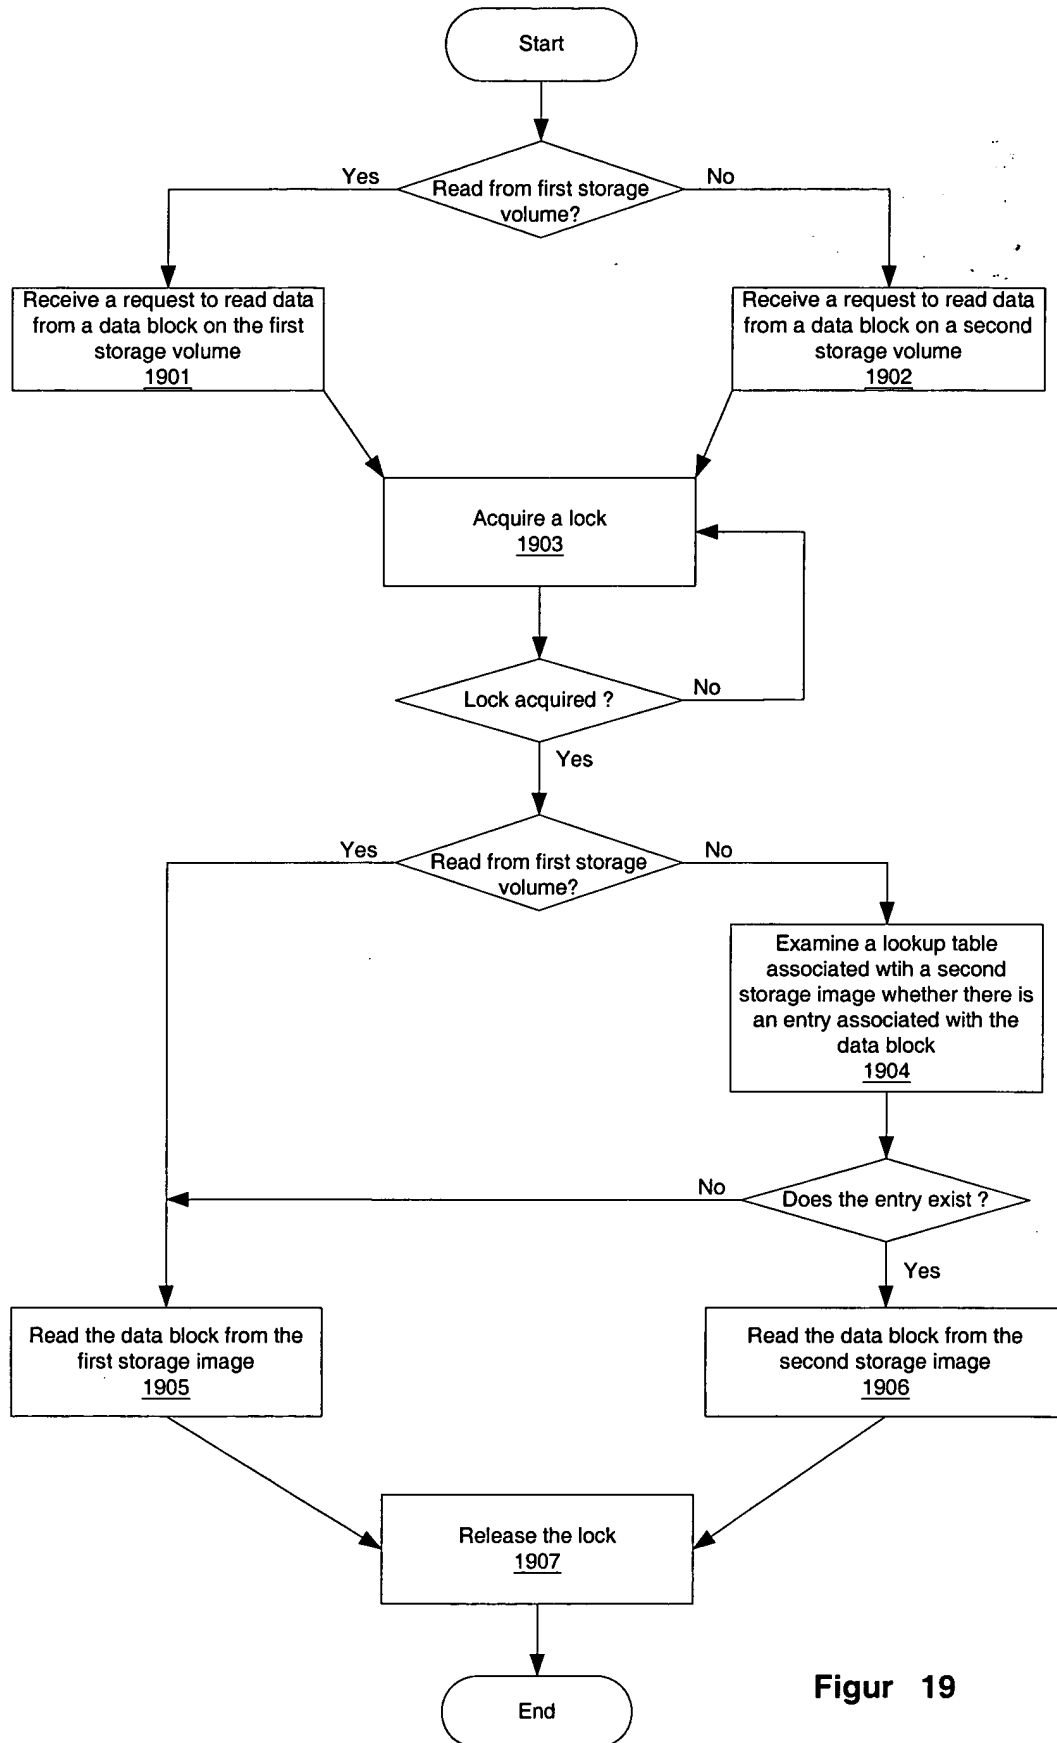 Start
Yes
No
Read from first storage
volume?
Receive a request to read data
from a data block on the first
storage volume
1901
Receive a request to read data
from a data block on a second
storage volume
1902
Acquire a lock
1903
Lock acquired ?
No
Yes
Yes
No
Read from first storage
volume?
Examine a lookup table
associated wtih a second
storage image whether there is
an entry associated with the
data block
1904
No
Does the entry exist ?
Yes
Read the data block from the
first storage image
1905
Read the data block from the
second storage image
1906
Release the lock
1907
End
Figur 19